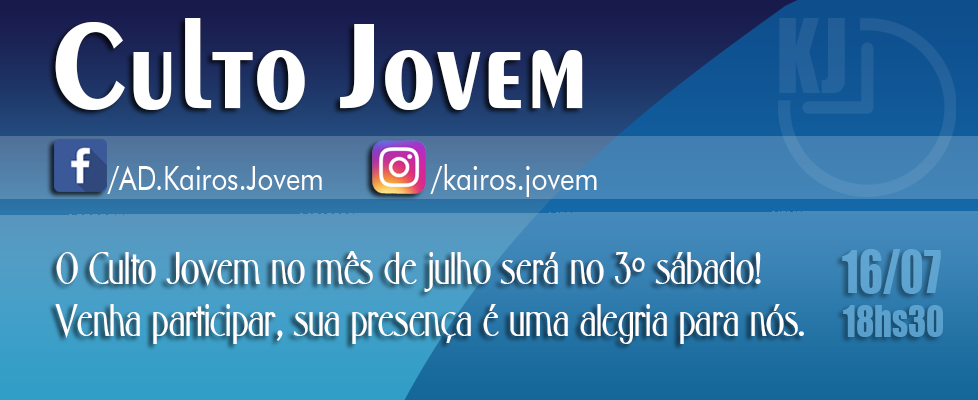 Culto Jovem
KJ
/AD.Kairos.Jovem
/kairos.jovem
O Culto Jovem no mês de julho será no 3º sábado!
Venha participar, sua presença é uma alegria para nós.
16/07
18hs30